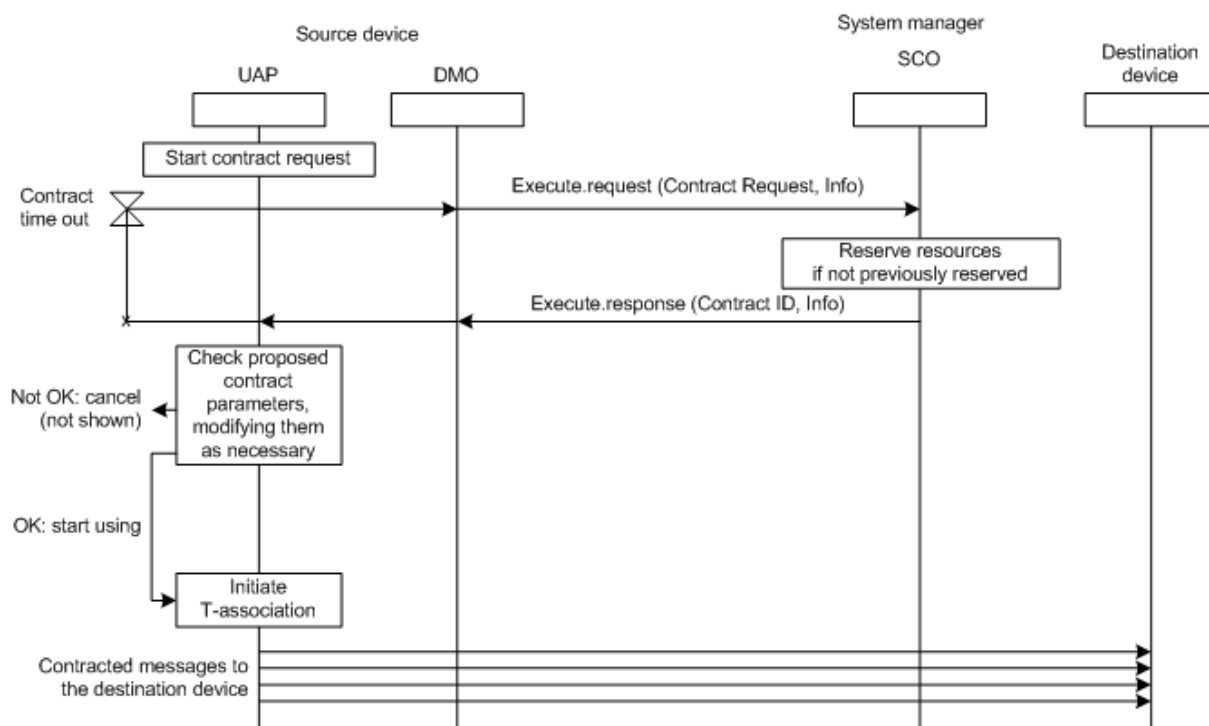 Source device
System manager
UAP
DMO
SCO
Destination
device
Start contract request
Contract
time out
Execute.request (Contract Request, Info)
Reserve resources
if not previously reserved
Execute.response (Contract ID, Info)
Check proposed
contract
parameters,
modifying them
as necessary
Not OK: cancel
(not shown)
OK: start using
Initiate
T-association
Contracted messages to
the destination device